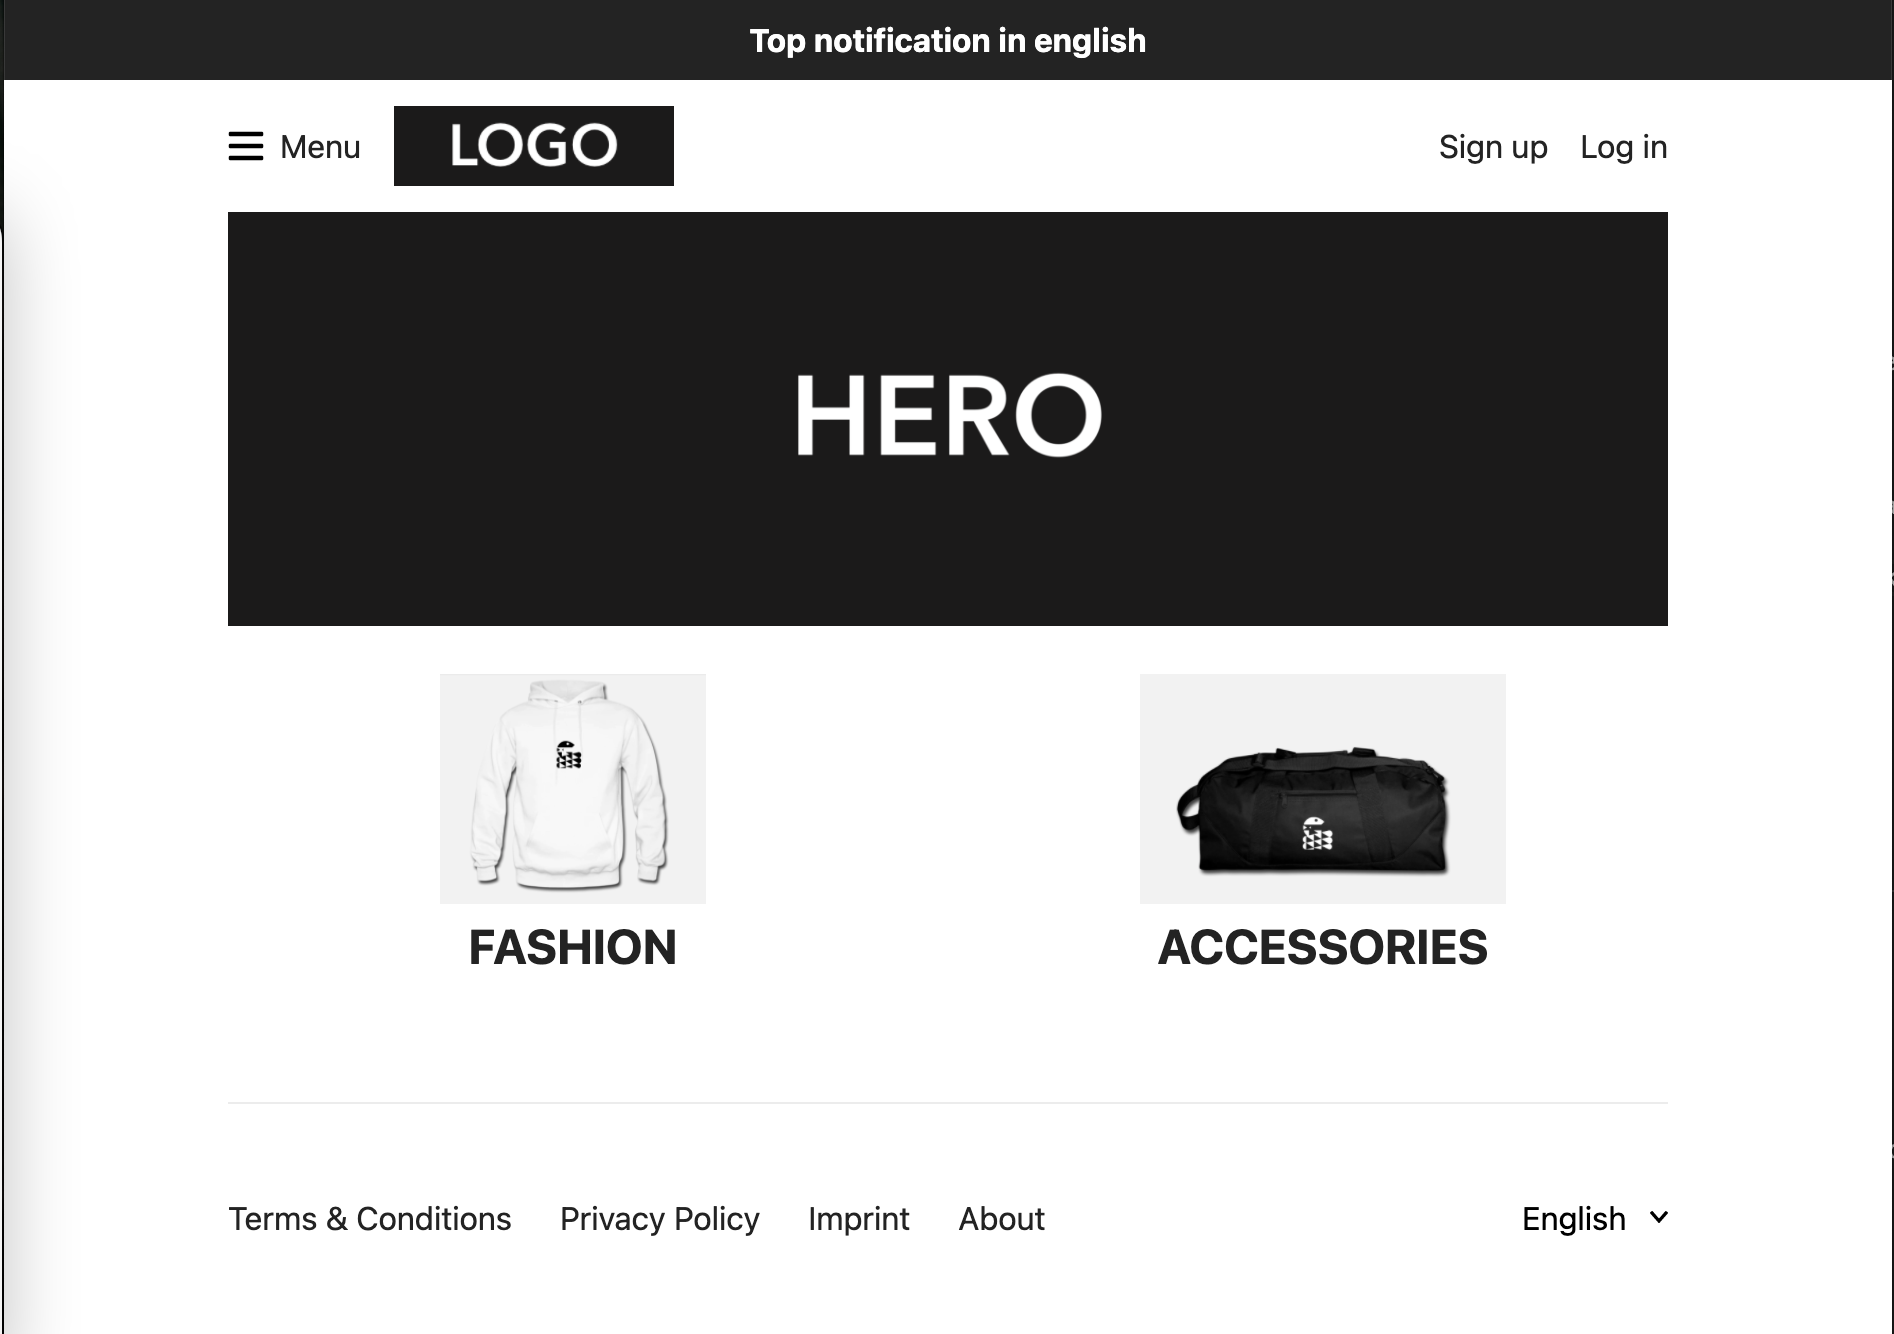 Top notification in english
Menu
LOGO
Sign up
Log in
HERO
FASHION
ACCESSORIES
Terms & Conditions
Privacy Policy
Imprint
About
English